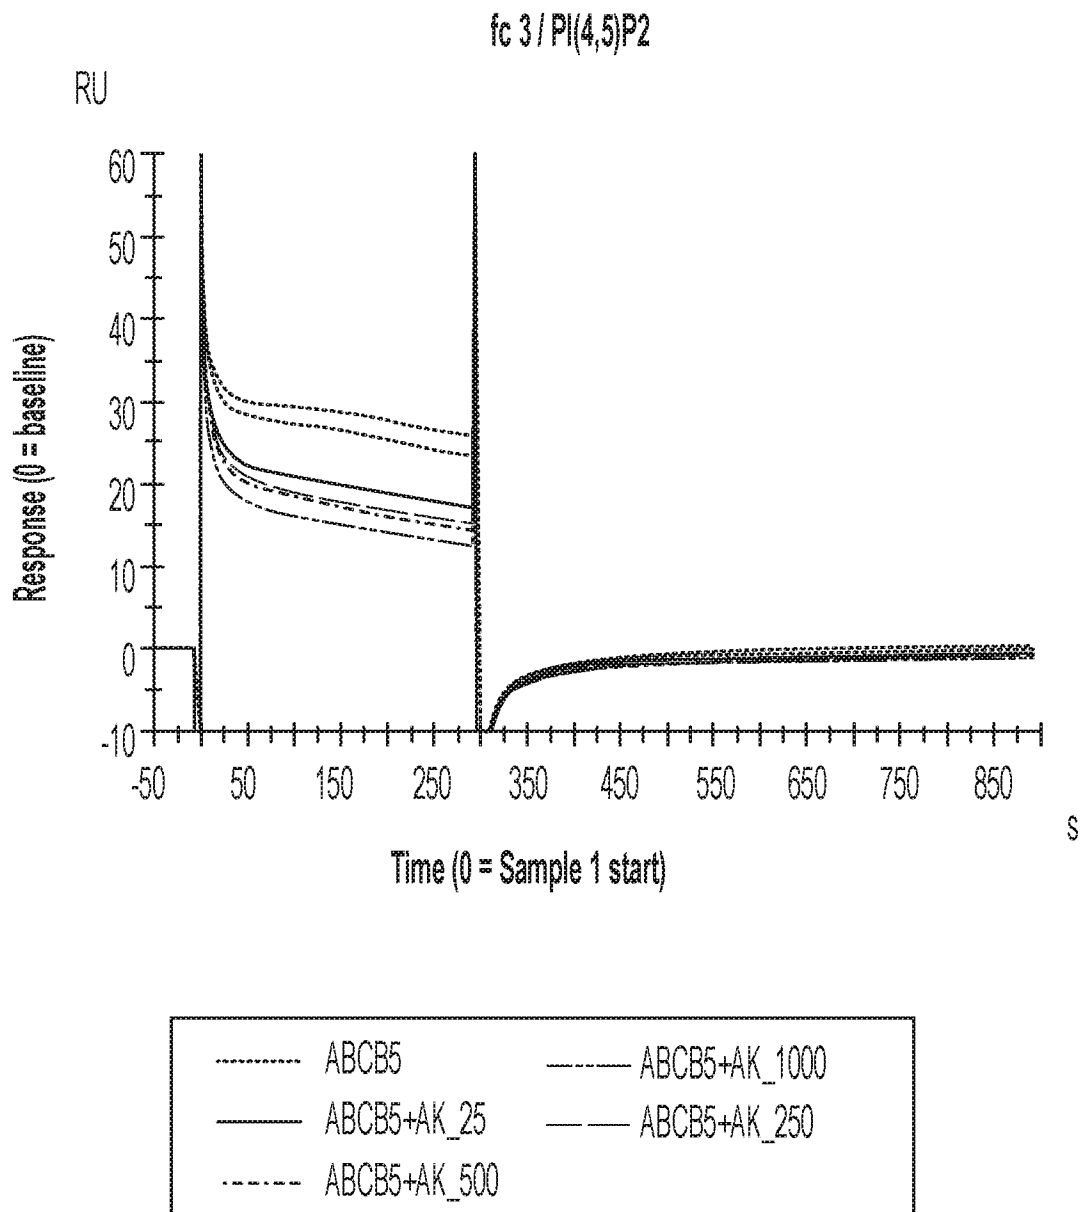 fc 3 / PI(4,5)P2
RU
60
50
40
30
20
10
0
-10
-50 50 150 250 350 450 550 650 750 850
s
Response (0 = baseline)
Time (0 = Sample 1 start)
ABCB5
ABCB5+AK_25
ABCB5+AK_500
ABCB5+AK_1000
ABCB5+AK_250